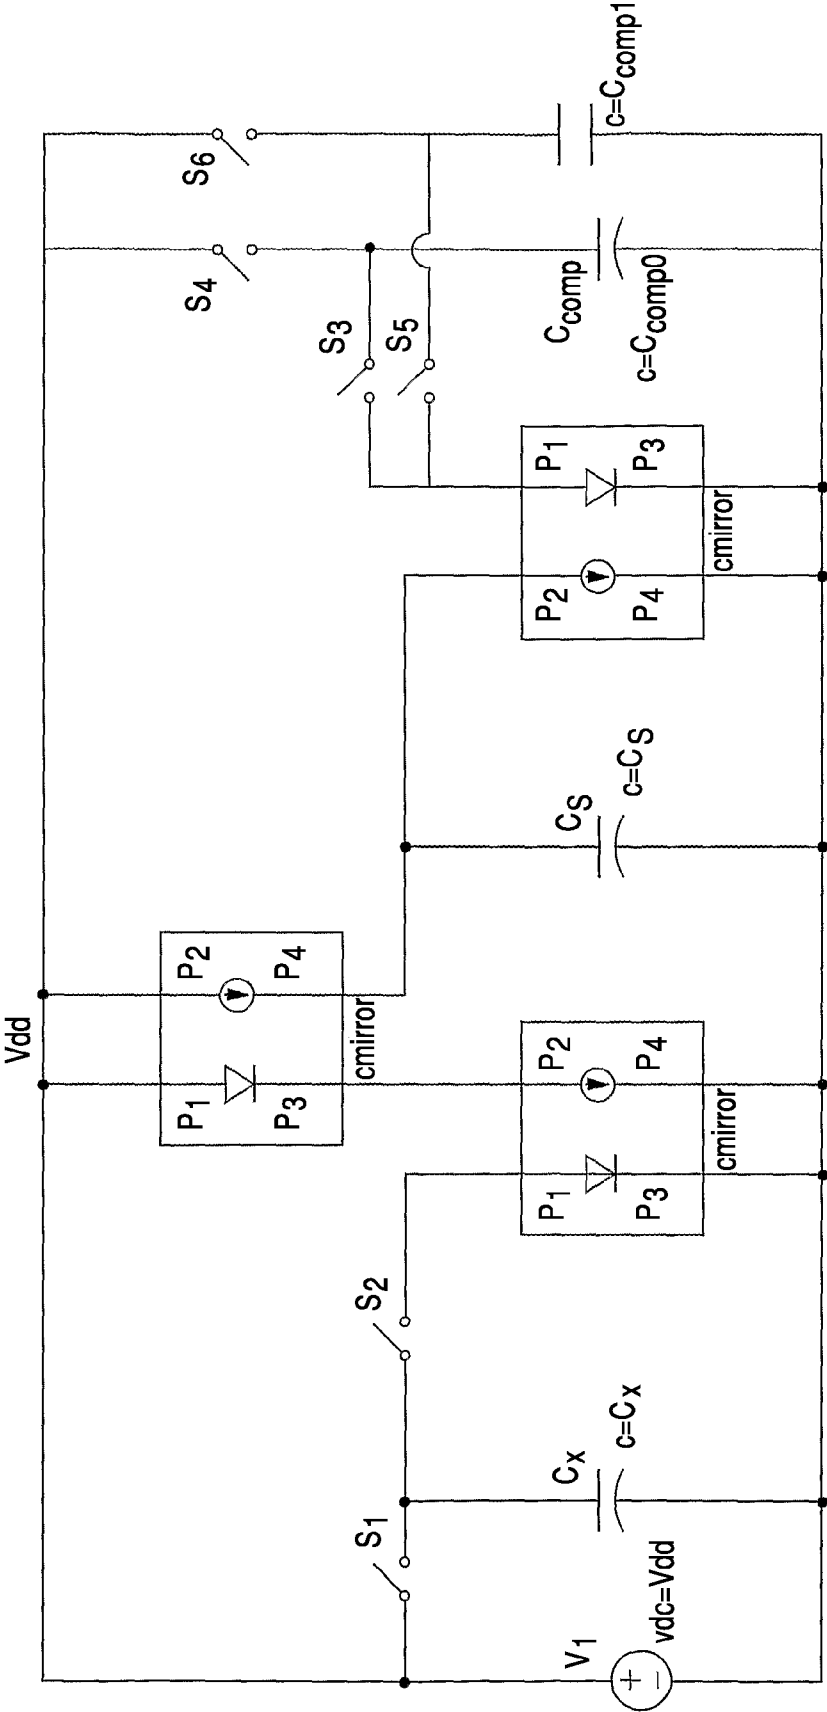 Vdd
S1
S2
S3
S4
S5
S6
V1
vdc=Vdd
Cx
c=Cx
P1
P2
P3
P4
cmirror
P1
P2
P3
P4
cmirror
CS
c=CS
P2
P1
P4
P3
cmirror
Ccomp
c=Ccomp0
c=Ccomp1